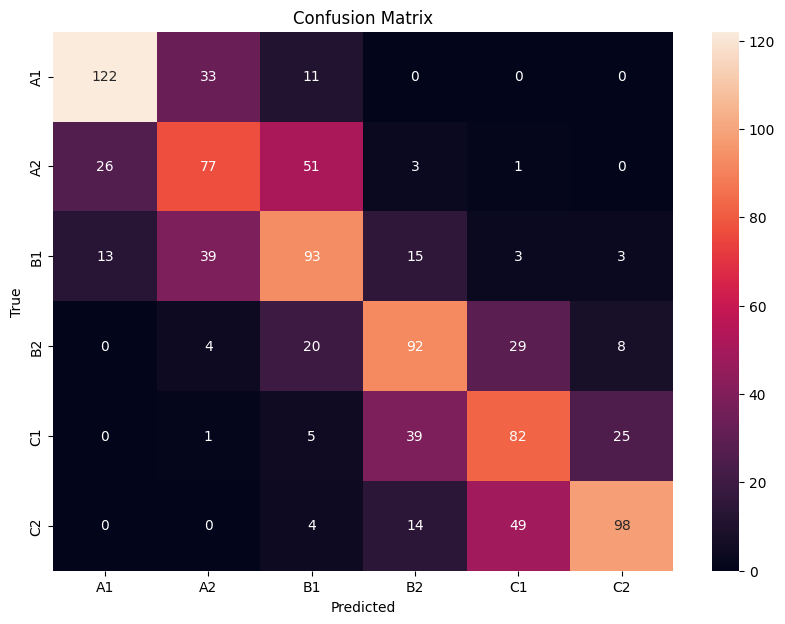 Confusion Matrix
True
A1 122 33 11 0 0 0
A2 26 77 51 3 1 0
B1 13 39 93 15 3 3
B2 0 4 20 92 29 8
C1 0 1 5 39 82 25
C2 0 0 4 14 49 98
A1 A2 B1 B2 C1 C2
Predicted
120
100
80
60
40
20
0